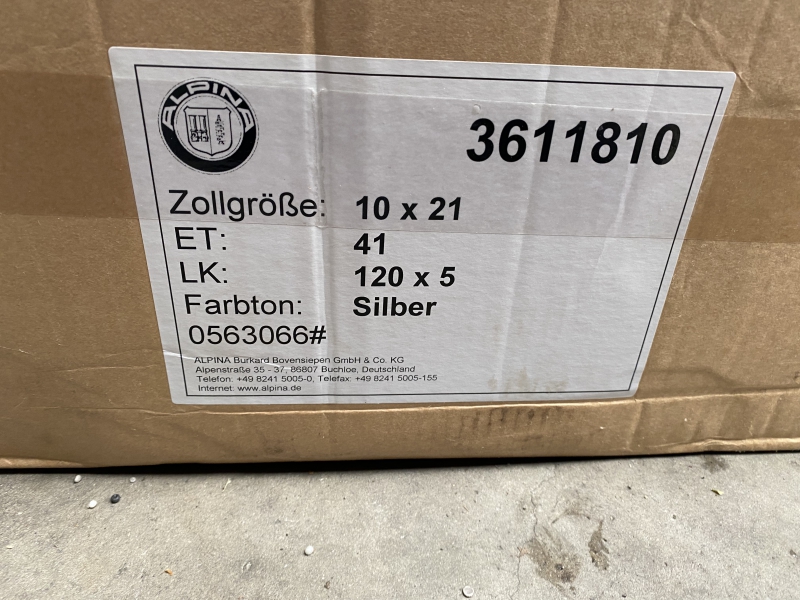 ALPINA
3611810
Zollgröße: 10 x 21
ET: 41
LK: 120 x 5
Farbton: Silber
0563066#
ALPINA Burkard Bovensiepen GmbH & Co. KG
Alpenstraße 35 - 37, 86807 Buchloe, Deutschland
Telefon: +49 8241 5005-0, Telefax: +49 8241 5005-155
Internet: www.alpina.de